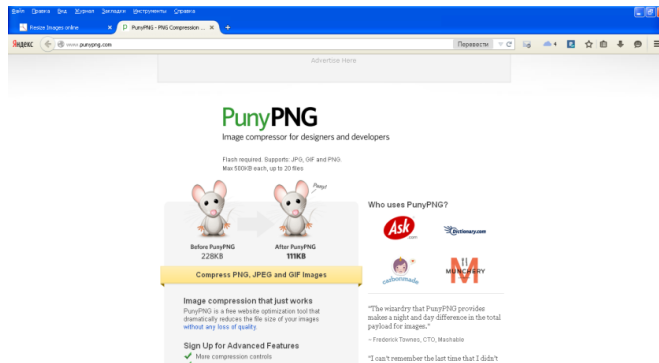 Файл Правка Вид Журнал Закладки Инструменты Справка
Resize Images online
PunyPNG - PNG Compression ...
Яндекс
www.punypng.com
Перевести
4
Advertise Here
PunyPNG
Image compressor for designers and developers
Flash required. Supports: JPG, GIF and PNG.
Max 500KB each, up to 20 files.
Before PunyPNG
228KB
After PunyPNG
111KB
Compress PNG, JPEG and GIF Images
Image compression that just works
PunyPNG is a free website optimization tool that
dramatically reduces the file size of your images
without any loss of quality.
Sign Up for Advanced Features
More compression controls
Who uses PunyPNG?
Ask
.com
Dictionary.com
carbonmade
MUNCHERY
"The wizardry that PunyPNG provides
makes a night and day difference in the total
payload for images."
– Frederick Townes, CTO, Mashable
"I can't remember the last time that I didn't